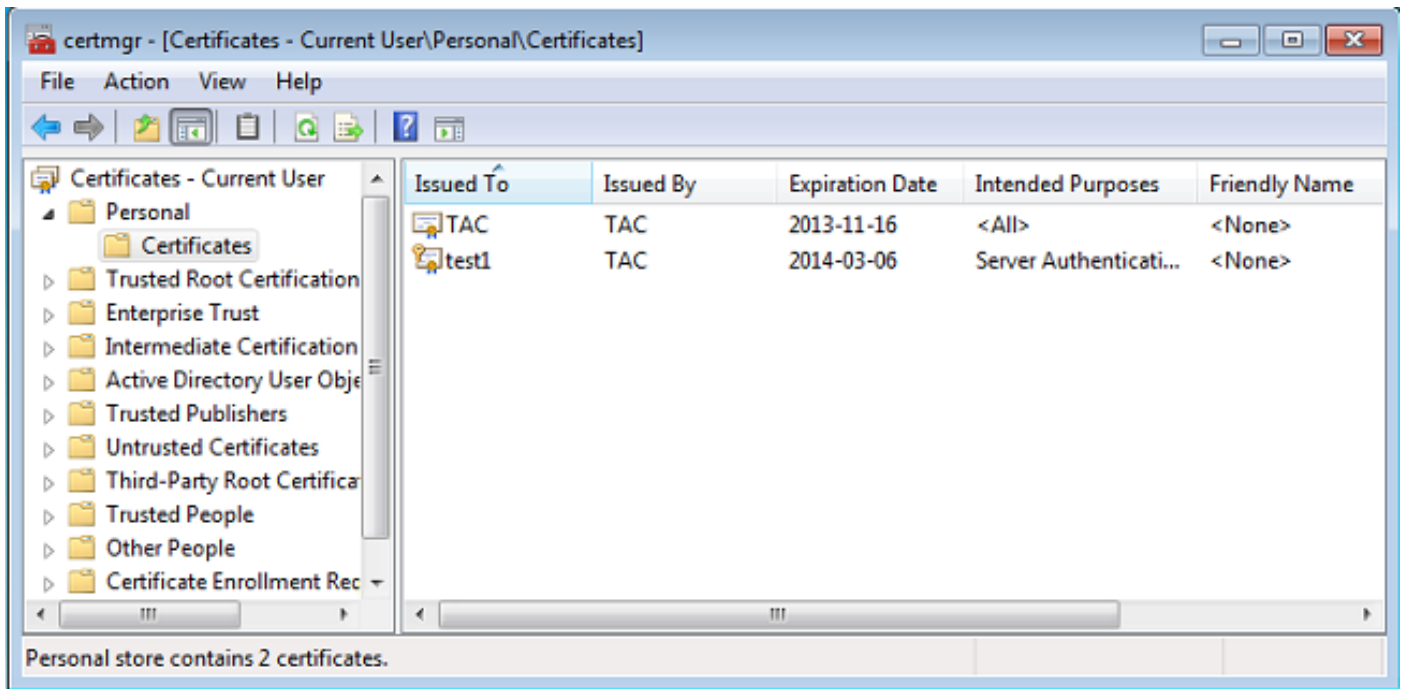 certmgr - [Certificates - Current User\Personal\Certificates]
File Action View Help
Certificates - Current User
Personal
Certificates
Trusted Root Certification
Enterprise Trust
Intermediate Certification
Active Directory User Obje
Trusted Publishers
Untrusted Certificates
Third-Party Root Certifica
Trusted People
Other People
Certificate Enrollment Rec
Issued To Issued By Expiration Date Intended Purposes Friendly Name
TAC TAC 2013-11-16 <All> <None>
test1 TAC 2014-03-06 Server Authenticati... <None>
Personal store contains 2 certificates.